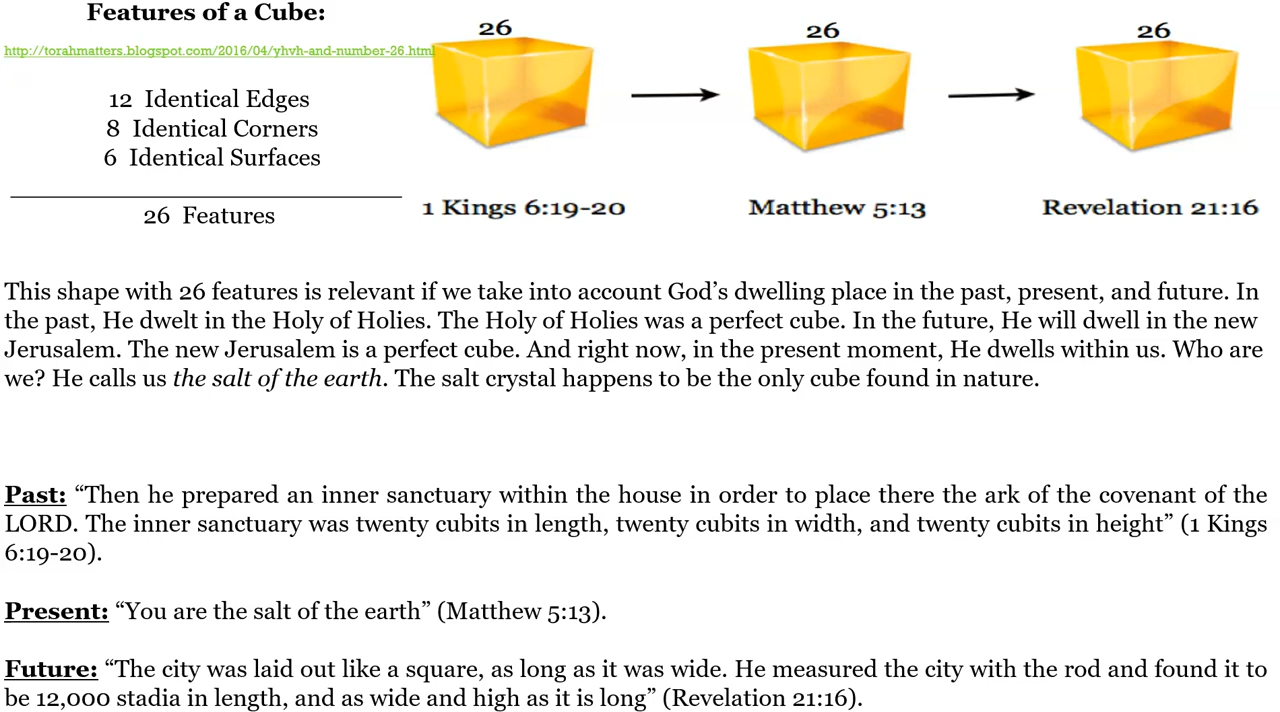 Features of a Cube:
http://torahmatters.blogspot.com/2016/04/yhvh-and-number-26.html
12 Identical Edges
8 Identical Corners
6 Identical Surfaces
26 Features
26
26
26
1 Kings 6:19-20
Matthew 5:13
Revelation 21:16
This shape with 26 features is relevant if we take into account God’s dwelling place in the past, present, and future. In
the past, He dwelt in the Holy of Holies. The Holy of Holies was a perfect cube. In the future, He will dwell in the new
Jerusalem. The new Jerusalem is a perfect cube. And right now, in the present moment, He dwells within us. Who are
we? He calls us the salt of the earth. The salt crystal happens to be the only cube found in nature.
Past: “Then he prepared an inner sanctuary within the house in order to place there the ark of the covenant of the
LORD. The inner sanctuary was twenty cubits in length, twenty cubits in width, and twenty cubits in height” (1 Kings
6:19-20).
Present: “You are the salt of the earth” (Matthew 5:13).
Future: “The city was laid out like a square, as long as it was wide. He measured the city with the rod and found it to
be 12,000 stadia in length, and as wide and high as it is long” (Revelation 21:16).